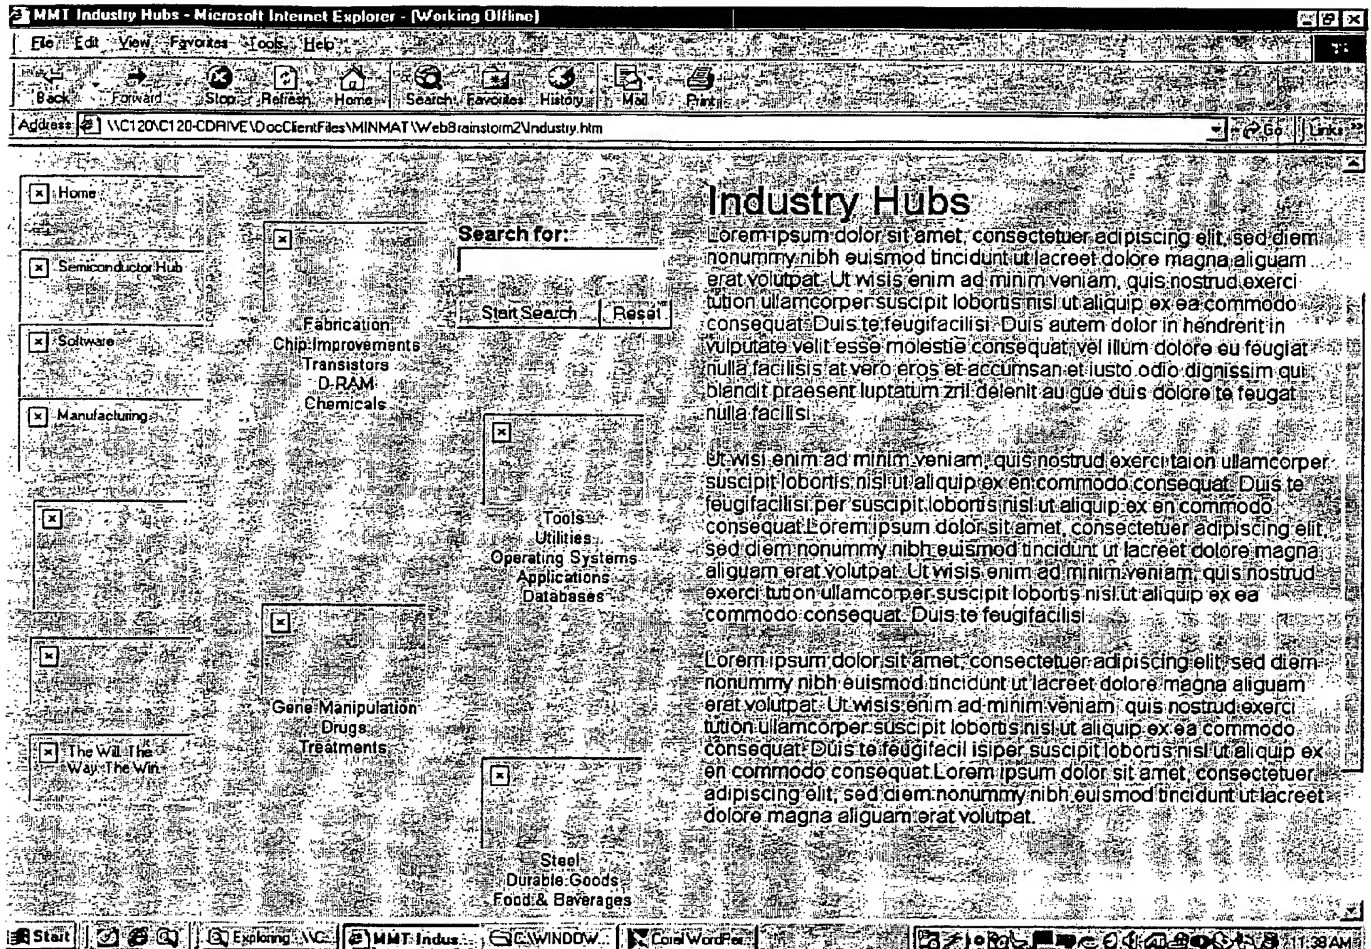 MMT Industry Hubs - Microsoft Internet Explorer - [Working Offline]
File Edit View Favorites Tools Help
Back Forward Stop Refresh Home Search Favorites History Mail Print
Address \\C120\C120-CDRIVE\DocClientFiles\MINMAT\WebBrainstorm2\Industry.htm Go Links
Home
Semiconductor Hub
Software
Manufacturing
The Will. The
Way. The Win.
Fabrication
Chip Improvements
Transistors
D-RAM
Chemicals
Gene Manipulation
Drugs
Treatments
Search for:
Start Search Reset
Tools
Utilities
Operating Systems
Applications
Databases
Steel
Durable Goods
Food & Baverages
Industry Hubs
Lorem ipsum dolor sit amet, consectetuer adipiscing elit, sed diem
nonummy nibh euismod tincidunt ut lacreet dolore magna aliguam
erat volutpat. Ut wisis enim ad minim veniam, quis nostrud exerci
tution ullamcorper suscipit lobortis nisl ut aliquip ex ea commodo
consequat. Duis te feugifacilisi. Duis autem dolor in hendrerit in
vulputate velit esse molestie consequat, vel illum dolore eu feugiat
nulla facilisis at vero eros et accumsan et iusto odio dignissim qui
blandit praesent luptatum zril delenit au gue duis dolore te feugat
nulla facilisi.
Ut wisi enim ad minim veniam, quis nostrud exerci taion ullamcorper
suscipit lobortis nisl ut aliquip ex en commodo consequat. Duis te
feugifacilisi per suscipit lobortis nisl ut aliquip ex en commodo
consequat.Lorem ipsum dolor sit amet, consectetuer adipiscing elit,
sed diem nonummy nibh euismod tincidunt ut lacreet dolore magna
aliguam erat volutpat. Ut wisis enim ad minim veniam, quis nostrud
exerci tution ullamcorper suscipit lobortis nisl ut aliquip ex ea
commodo consequat. Duis te feugifacilisi.
Lorem ipsum dolor sit amet, consectetuer adipiscing elit, sed diem
nonummy nibh euismod tincidunt ut lacreet dolore magna aliguam
erat volutpat. Ut wisis enim ad minim veniam, quis nostrud exerci
tution ullamcorper suscipit lobortis nisl ut aliquip ex ea commodo
consequat. Duis te feugifacil isiper suscipit lobortis nisl ut aliquip ex
en commodo consequat.Lorem ipsum dolor sit amet, consectetuer
adipiscing elit, sed diem nonummy nibh euismod tincidunt ut lacreet
dolore magna aliguam erat volutpat.
Start Exploring - \\C... MMT Indus... C:\WINDOW... Corel WordPer... 11:38 AM